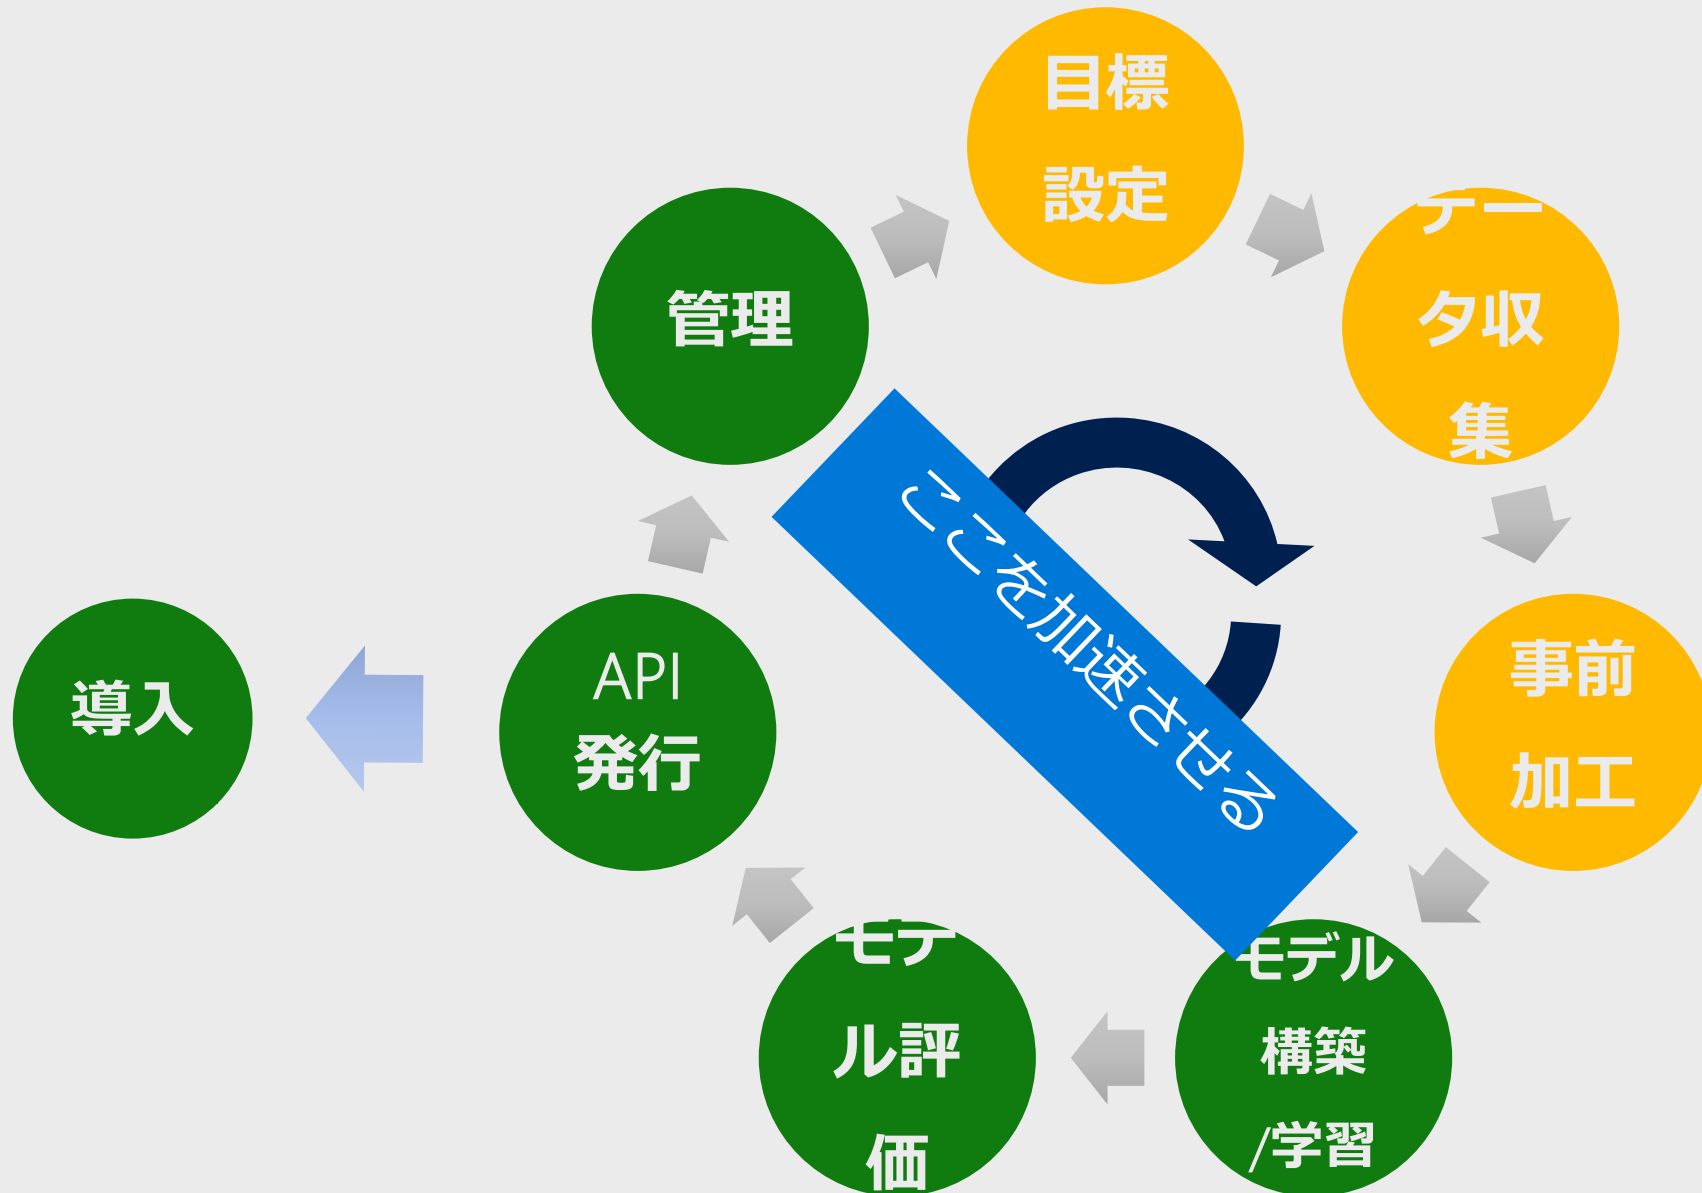 目標
設定
デー
タ収
集
事前
加工
モデル
構築
/学習
モデ
ル評
価
API
発行
管理
導入
ここを加速させる